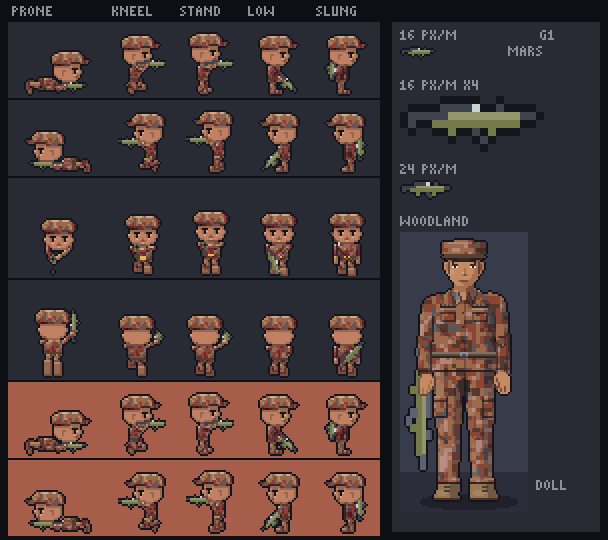 PRONE KNEEL STAND LOW SLUNG
16 PX/M G1
MARS
16 PX/M X4
24 PX/M
WOODLAND
DOLL